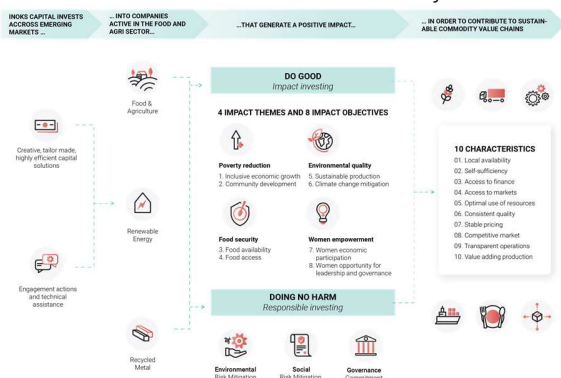 INOKS CAPITAL INVESTS
ACCROSS EMERGING
MARKETS ...
... INTO COMPANIES
ACTIVE IN THE FOOD AND
AGRI SECTOR...
...THAT GENERATE A POSITIVE IMPACT...
... IN ORDER TO CONTRIBUTE TO SUSTAIN-
ABLE COMMODITY VALUE CHAINS
Creative, tailor made,
highly efficient capital
solutions
Engagement actions
and technical
assistance
Food &
Agriculture
Renewable
Energy
Recycled
Metal
DO GOOD
Impact investing
4 IMPACT THEMES AND 8 IMPACT OBJECTIVES
Poverty reduction
1. Inclusive economic growth
2. Community development
Environmental quality
5. Sustainable production
6. Climate change mitigation
Food security
3. Food availability
4. Food access
Women empowerment
7. Women economic
participation
8. Women opportunity for
leadership and governance
DOING NO HARM
Responsible investing
Environmental
Risk Mitigation
Social
Risk Mitigation
Governance
Commitment
10 CHARACTERISTICS
01. Local availability
02. Self-sufficiency
03. Access to finance
04. Access to markets
05. Optimal use of resources
06. Consistent quality
07. Stable pricing
08. Competitive market
09. Transparent operations
10. Value adding production